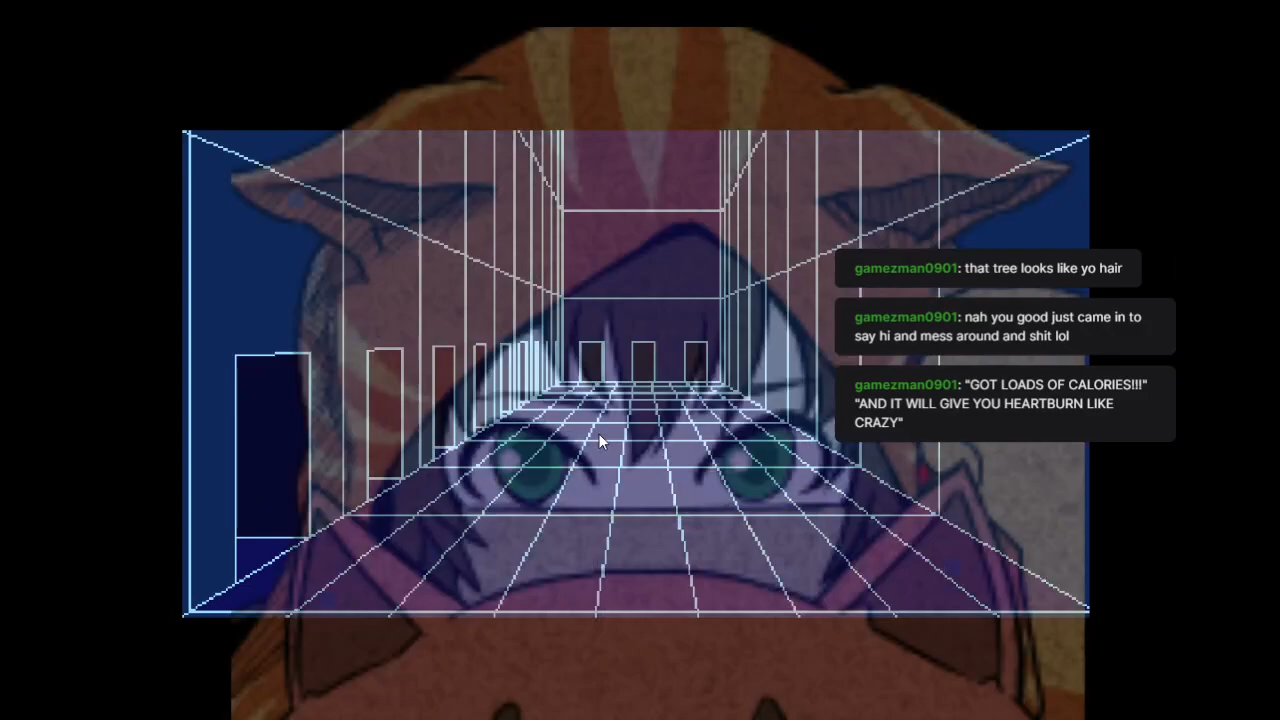 gamezman0901: that tree looks like yo hair
gamezman0901: nah you good just came in to
say hi and mess around and shit lol
gamezman0901: "GOT LOADS OF CALORIES!!!"
"AND IT WILL GIVE YOU HEARTBURN LIKE
CRAZY"